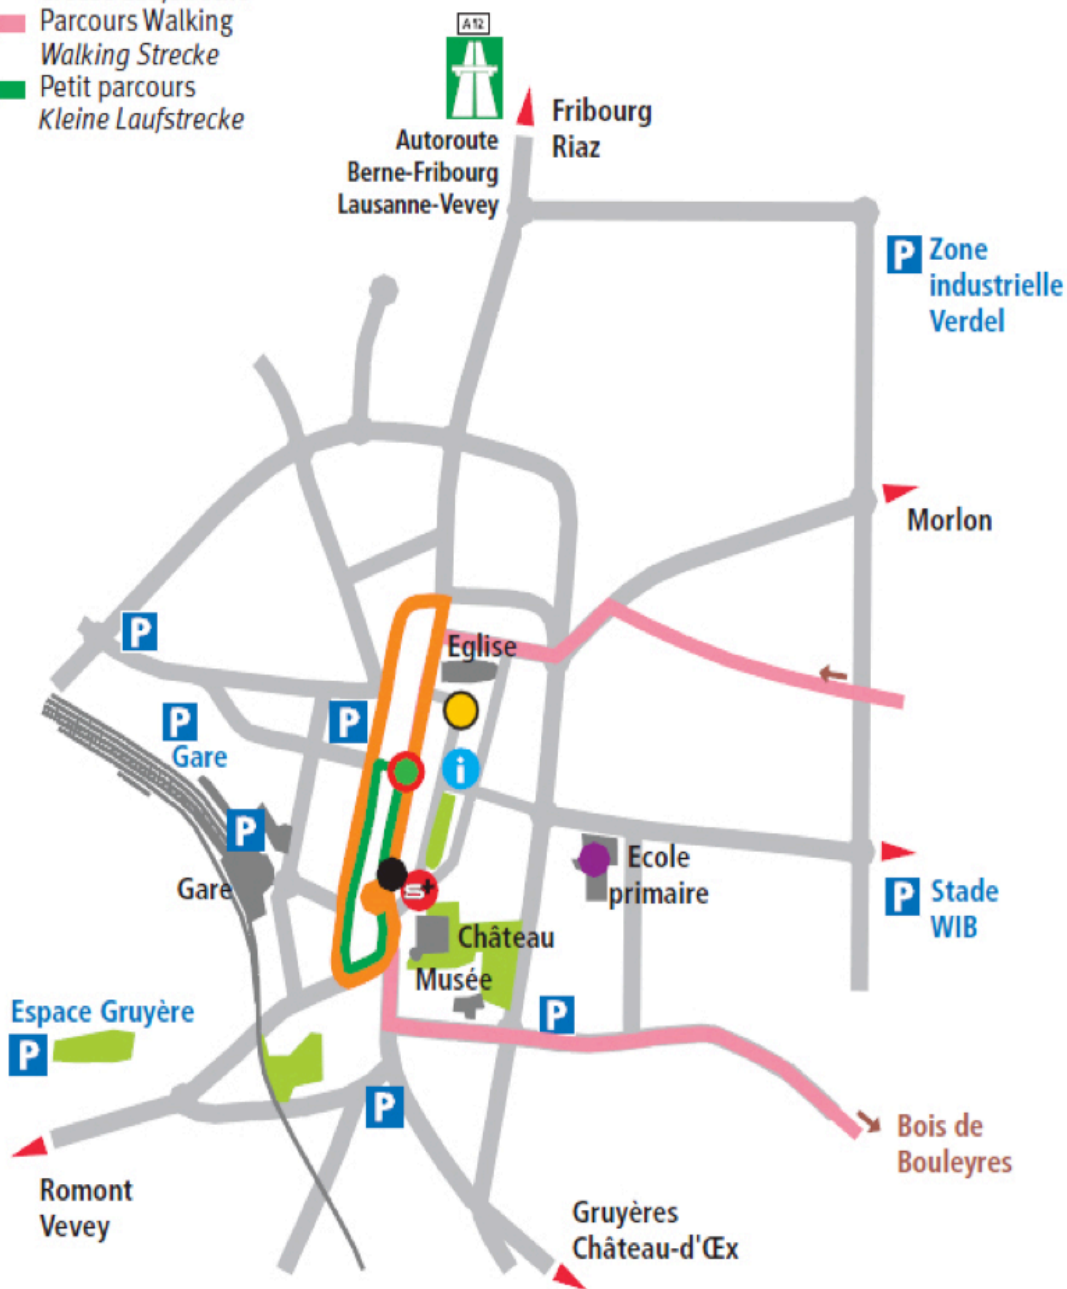 Parcours Walking
Walking Strecke
Petit parcours
Kleine Laufstrecke
A12
Autoroute
Berne-Fribourg
Lausanne-Vevey
Fribourg
Riaz
P
Zone
industrielle
Verdel
Morlon
P
Eglise
P
Gare
P
i
P
Gare
Ecole
primaire
s+
P
Stade
WIB
Château
Musée
Espace Gruyère
P
P
P
Bois de
Bouleyres
Romont
Vevey
Gruyères
Château-d'Œx